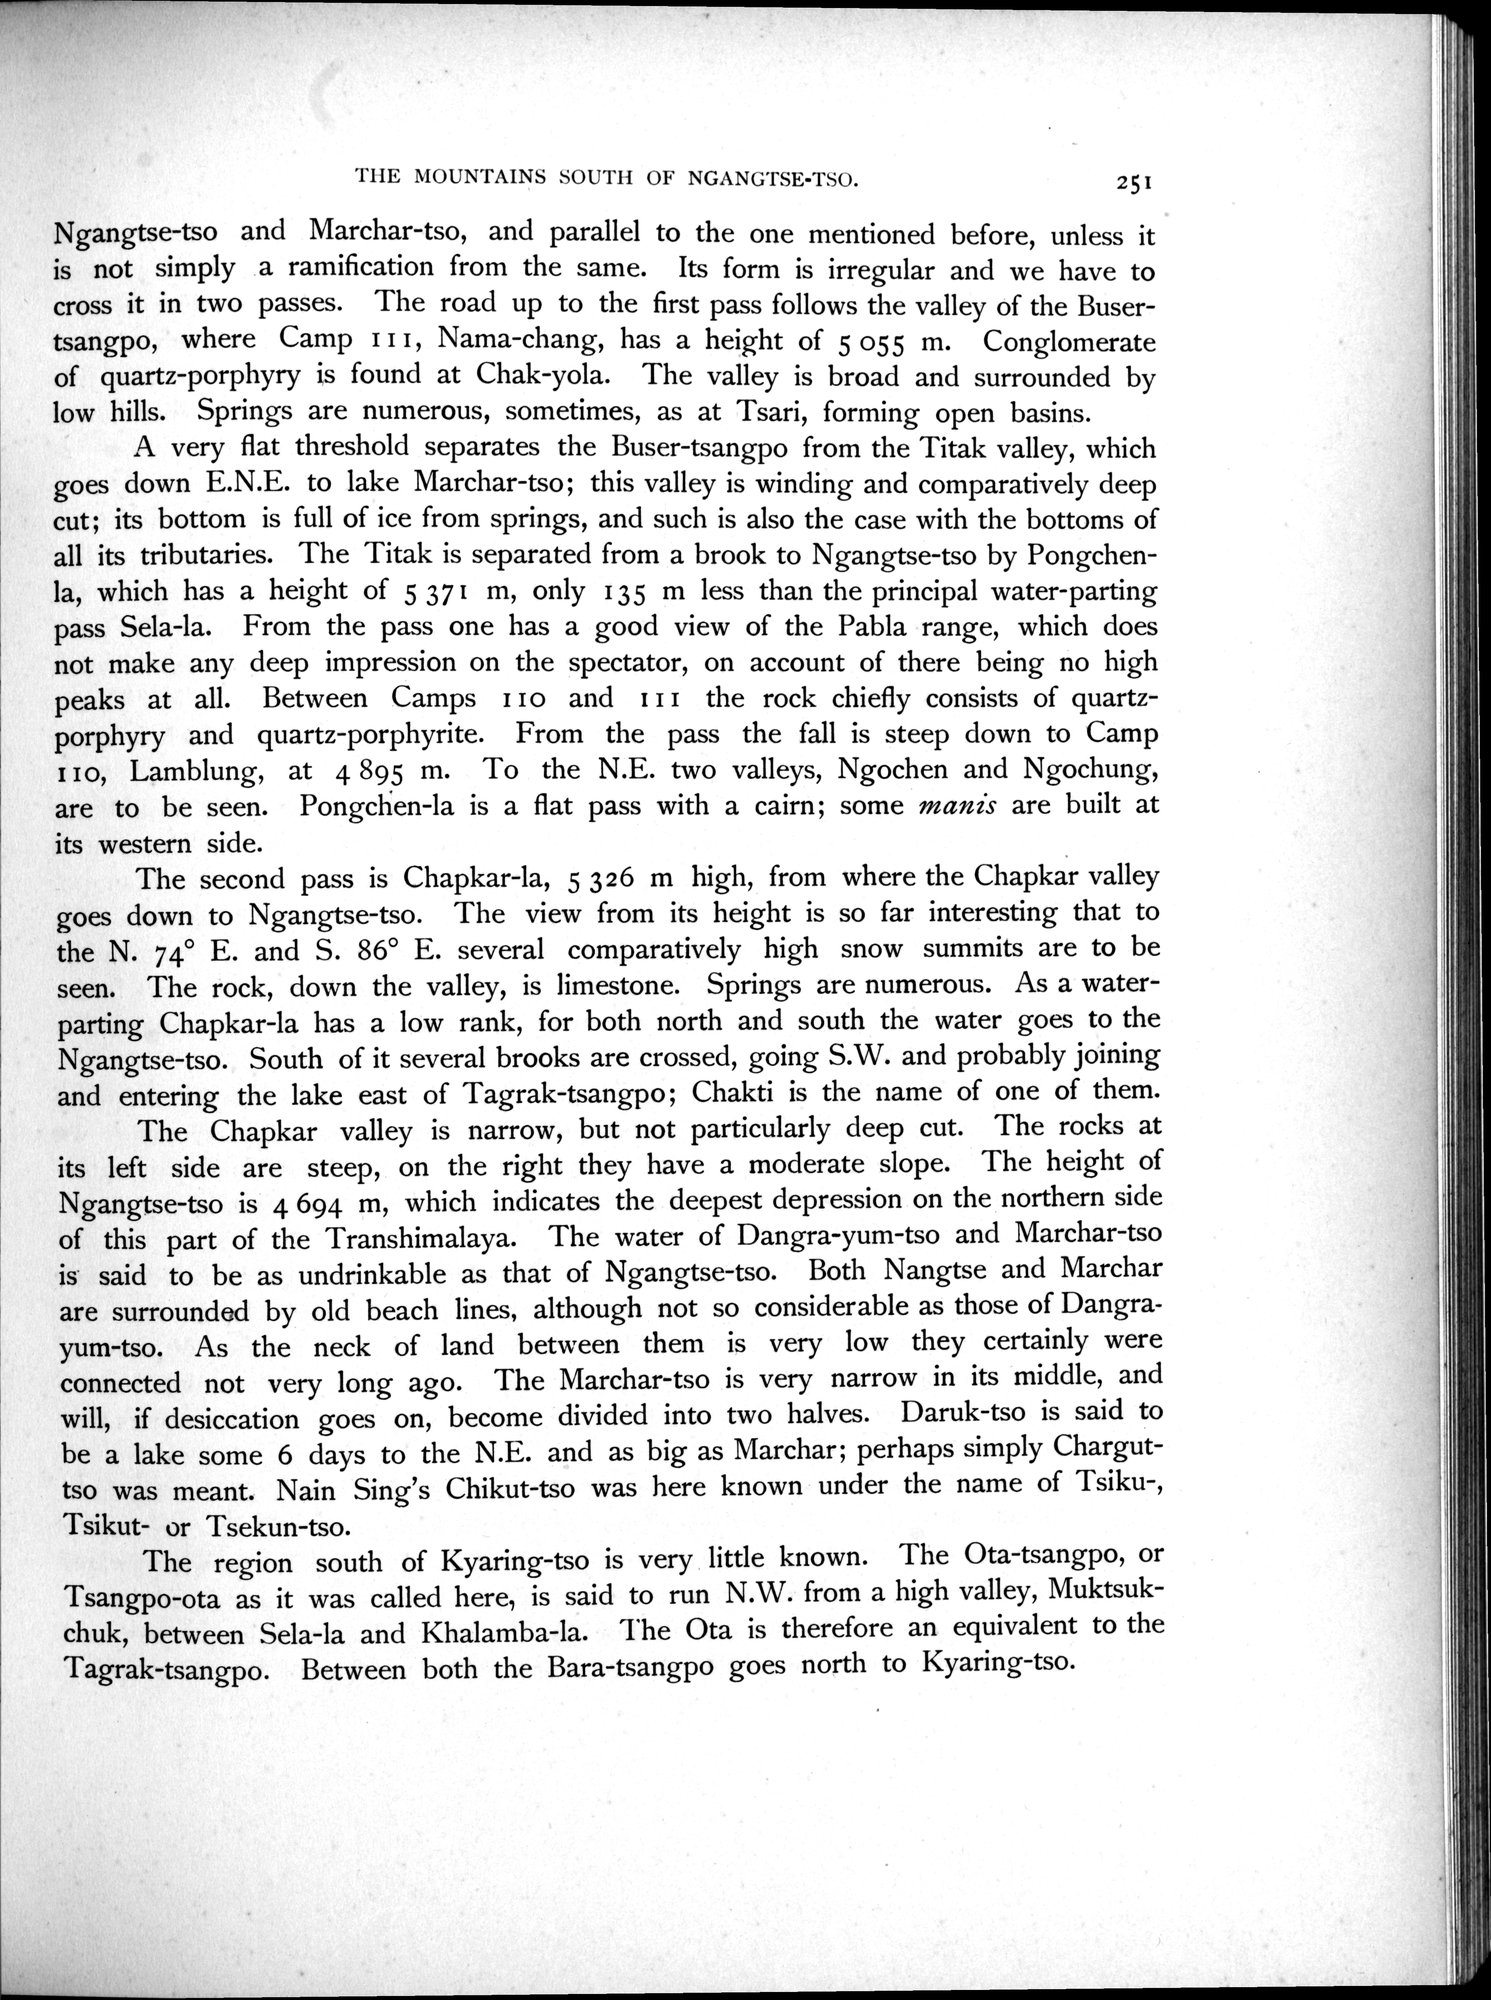 THE MOUNTAINS SOUTH OF NGANGTSE-TSO. 251
Ngangtse-tso and Marchar-tso, and parallel to the one mentioned before, unless it
is not simply a ramification from the same. Its form is irregular and we have to
cross it in two passes. The road up to the first pass follows the valley of the Buser-
tsangpo, where Camp 111, Nama-chang, has a height of 5 055 m. Conglomerate
of quartz-porphyry is found at Chak-yola. The valley is broad and surrounded by
low hills. Springs are numerous, sometimes, as at Tsari, forming open basins.
A very flat threshold separates the Buser-tsangpo from the Titak valley, which
goes down E.N.E. to lake Marchar-tso; this valley is winding and comparatively deep
cut; its bottom is full of ice from springs, and such is also the case with the bottoms of
all its tributaries. The Titak is separated from a brook to Ngangtse-tso by Pongchen-
la, which has a height of 5 371 m, only 135 m less than the principal water-parting
pass Sela-la. From the pass one has a good view of the Pabla range, which does
not make any deep impression on the spectator, on account of there being no high
peaks at all. Between Camps 110 and 111 the rock chiefly consists of quartz-
porphyry and quartz-porphyrite. From the pass the fall is steep down to Camp
110, Lamblung, at 4 895 m. To the N.E. two valleys, Ngochen and Ngochung,
are to be seen. Pongchen-la is a flat pass with a cairn; some manis are built at
its western side.
The second pass is Chapkar-la, 5 326 m high, from where the Chapkar valley
goes down to Ngangtse-tso. The view from its height is so far interesting that to
the N. 74° E. and S. 86° E. several comparatively high snow summits are to be
seen. The rock, down the valley, is limestone. Springs are numerous. As a water-
parting Chapkar-la has a low rank, for both north and south the water goes to the
Ngangtse-tso. South of it several brooks are crossed, going S.W. and probably joining
and entering the lake east of Tagrak-tsangpo; Chakti is the name of one of them.
The Chapkar valley is narrow, but not particularly deep cut. The rocks at
its left side are steep, on the right they have a moderate slope. The height of
Ngangtse-tso is 4 694 m, which indicates the deepest depression on the northern side
of this part of the Transhimalaya. The water of Dangra-yum-tso and Marchar-tso
is said to be as undrinkable as that of Ngangtse-tso. Both Nangtse and Marchar
are surrounded by old beach lines, although not so considerable as those of Dangra-
yum-tso. As the neck of land between them is very low they certainly were
connected not very long ago. The Marchar-tso is very narrow in its middle, and
will, if desiccation goes on, become divided into two halves. Daruk-tso is said to
be a lake some 6 days to the N.E. and as big as Marchar; perhaps simply Chargut-
tso was meant. Nain Sing's Chikut-tso was here known under the name of Tsiku-,
Tsikut- or Tsekun-tso.
The region south of Kyaring-tso is very little known. The Ota-tsangpo, or
Tsangpo-ota as it was called here, is said to run N.W. from a high valley, Muktsuk-
chuk, between Sela-la and Khalamba-la. The Ota is therefore an equivalent to the
Tagrak-tsangpo. Between both the Bara-tsangpo goes north to Kyaring-tso.